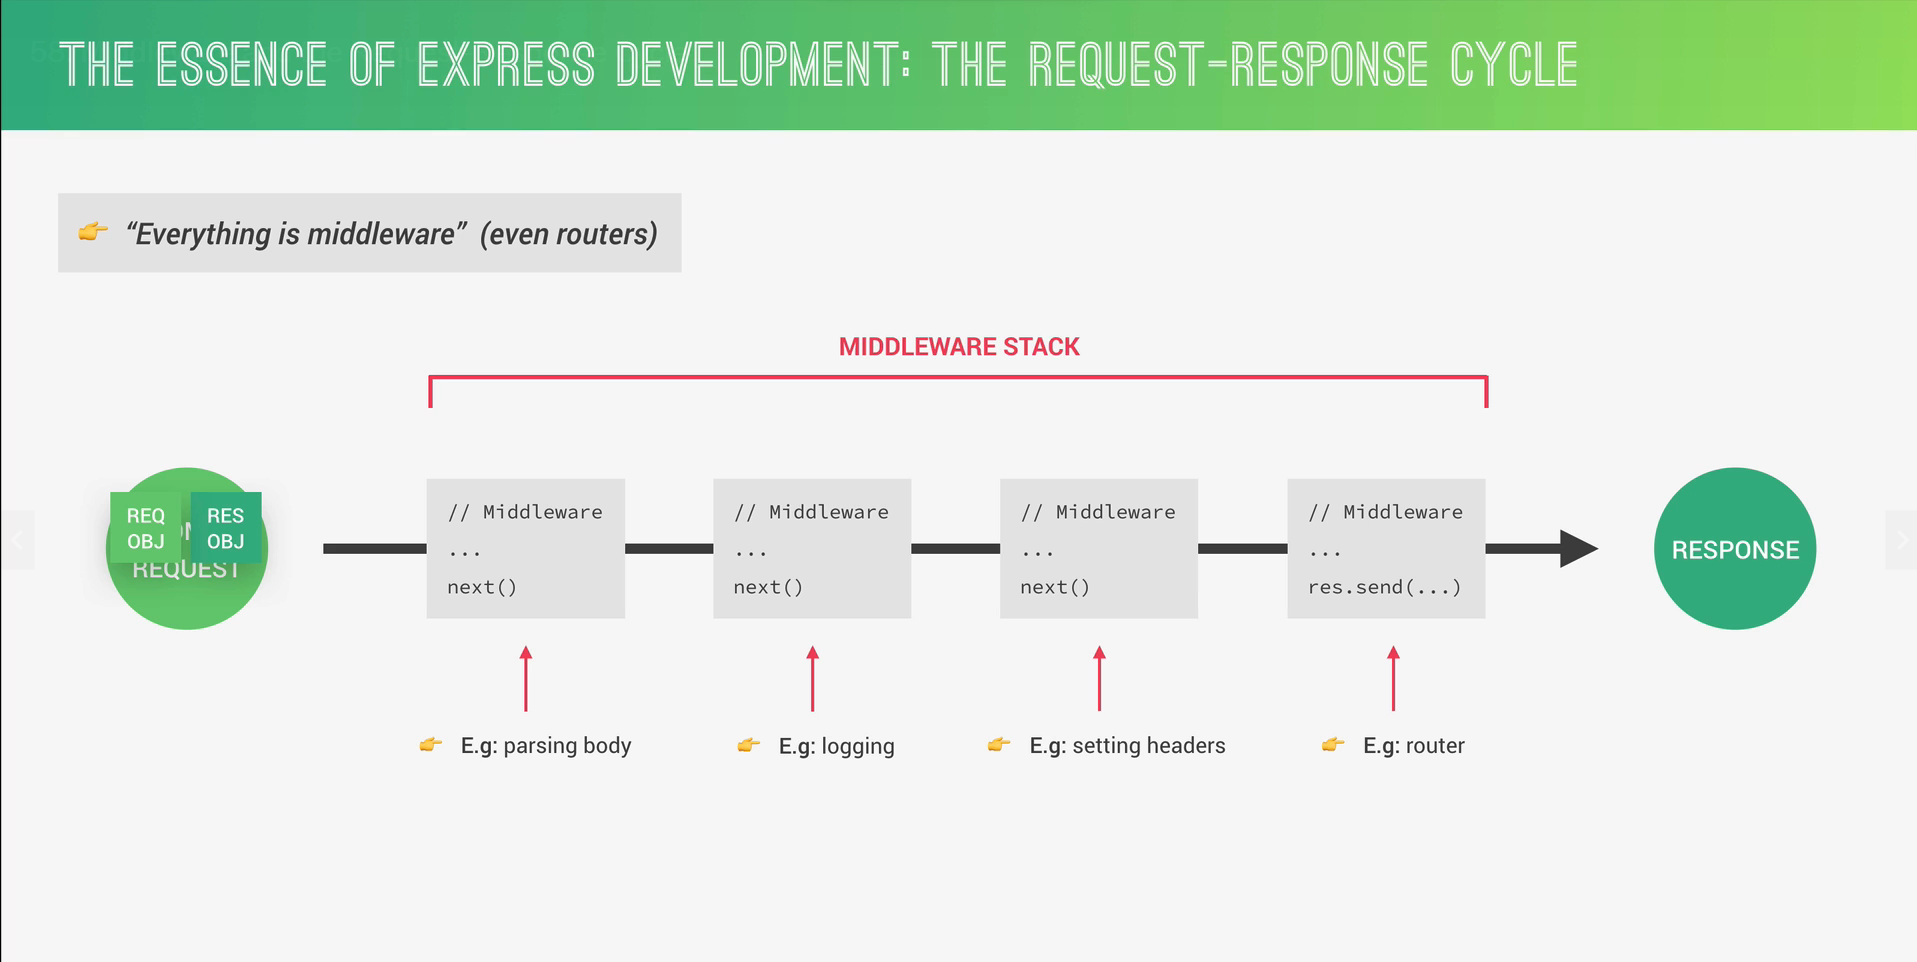 THE ESSENCE OF EXPRESS DEVELOPMENT: THE REQUEST-RESPONSE CYCLE
“Everything is middleware” (even routers)
MIDDLEWARE STACK
REQ
OBJ
RES
OBJ
REQUEST
// Middleware
...
next()
// Middleware
...
next()
// Middleware
...
next()
// Middleware
...
res.send(...)
RESPONSE
E.g: parsing body
E.g: logging
E.g: setting headers
E.g: router